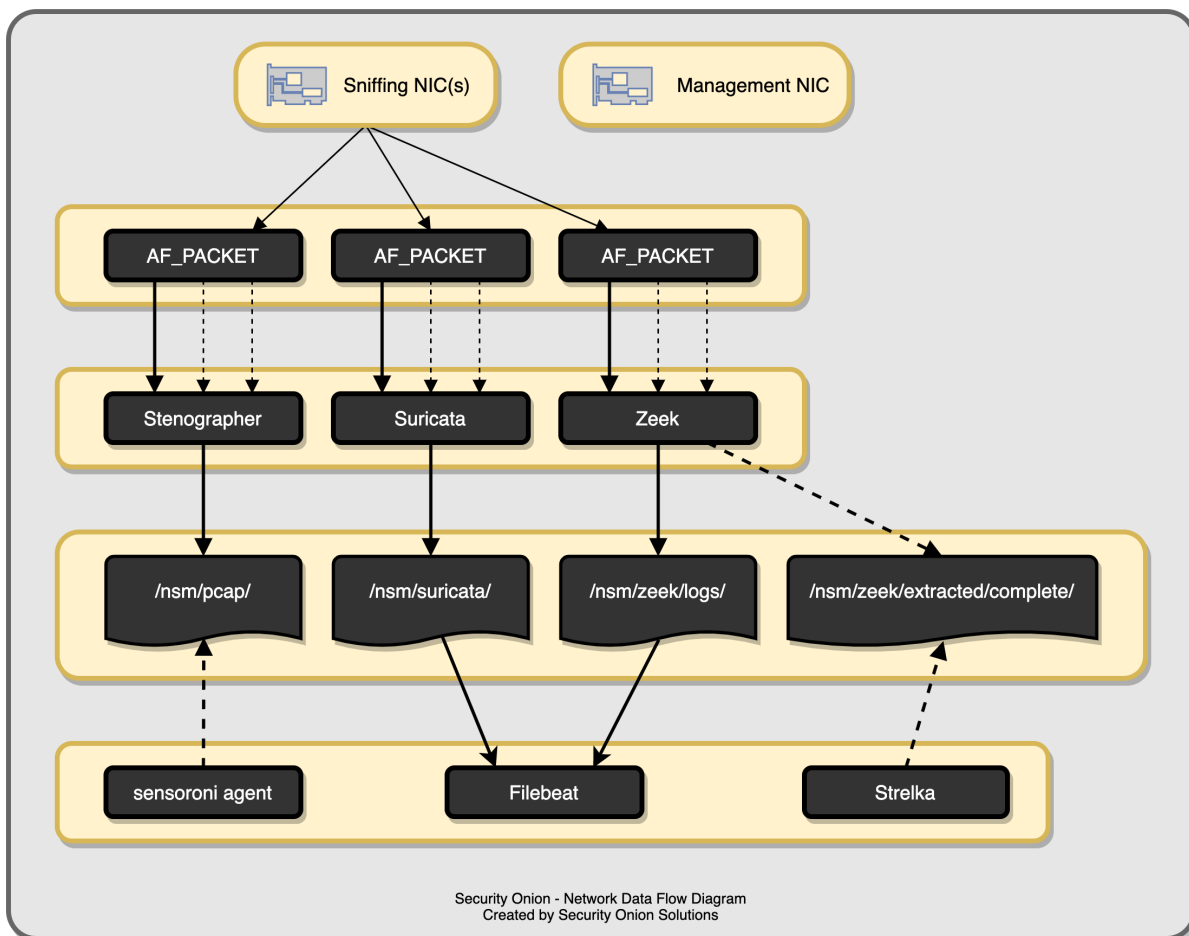 Sniffing NIC(s)
Management NIC
AF_PACKET
AF_PACKET
AF_PACKET
Stenographer
Suricata
Zeek
/nsm/pcap/
/nsm/suricata/
/nsm/zeek/logs/
/nsm/zeek/extracted/complete/
sensoroni agent
Filebeat
Strelka
Security Onion - Network Data Flow Diagram
Created by Security Onion Solutions